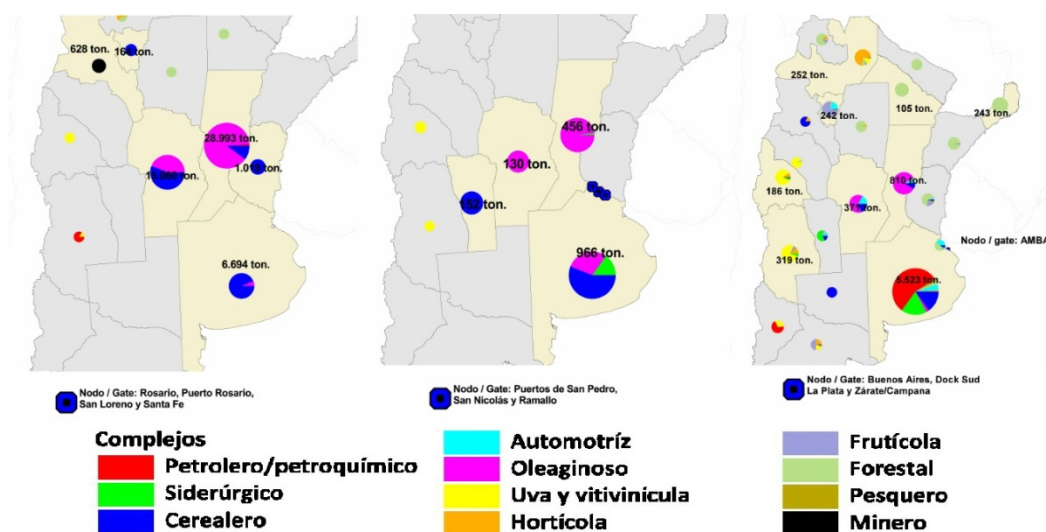 628 ton.
164 ton.
28.993 ton.
1.019 ton.
6.694 ton.
456 ton.
130 ton.
152 ton.
966 ton.
252 ton.
242 ton.
105 ton.
243 ton.
186 ton.
810 ton.
Nodo / gate: AMBA
319 ton.
5.523 ton.
Nodo / Gate: Rosario, Puerto Rosario,
San Loreno y Santa Fe
Nodo / Gate: Puertos de San Pedro,
San Nicolás y Ramallo
Nodo / Gate: Buenos Aires, Dock Sud
La Plata y Zárate/Campana
Complejos
Petrolero/petroquímico
Siderúrgico
Cerealero
Automotríz
Oleaginoso
Uva y vitivinícula
Hortícola
Frutícola
Forestal
Pesquero
Minero